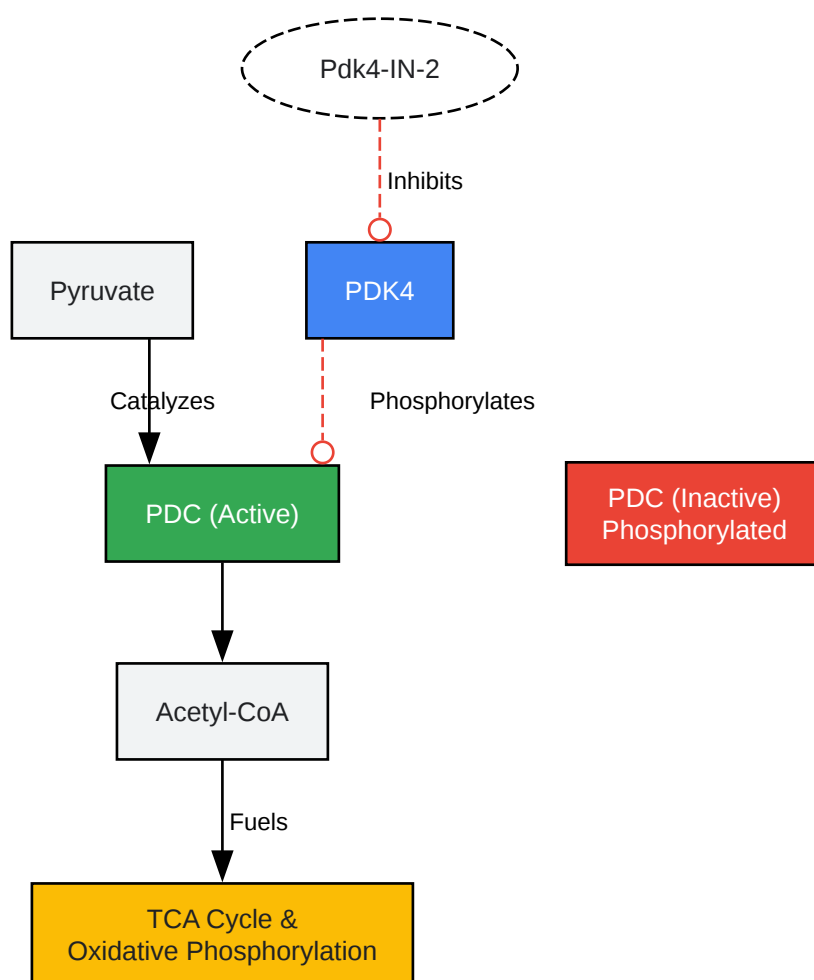 Pdk4-IN-2
Inhibits
Pyruvate
PDK4
Catalyzes
Phosphorylates
PDC (Active)
PDC (Inactive)
Phosphorylated
Acetyl-CoA
Fuels
TCA Cycle &
Oxidative Phosphorylation